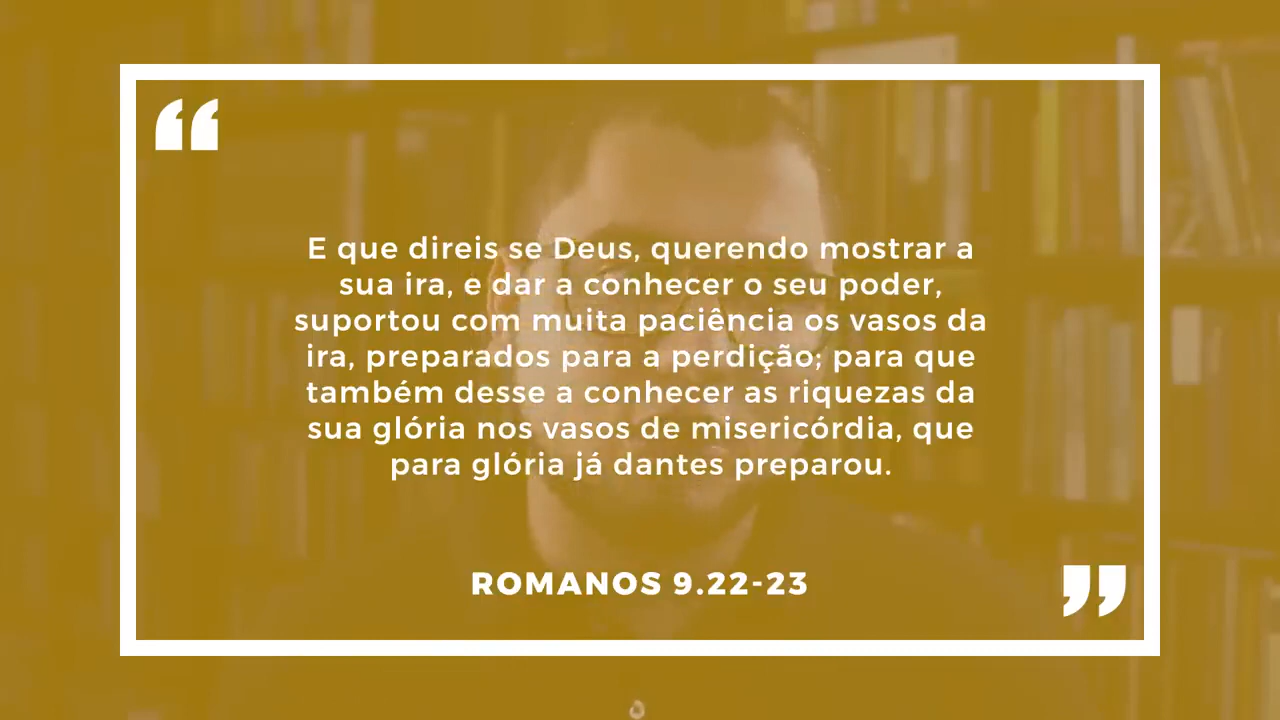 “
E que direis se Deus, querendo mostrar a
sua ira, e dar a conhecer o seu poder,
suportou com muita paciência os vasos da
ira, preparados para a perdição; para que
também desse a conhecer as riquezas da
sua glória nos vasos de misericórdia, que
para glória já dantes preparou.
ROMANOS 9.22-23
”